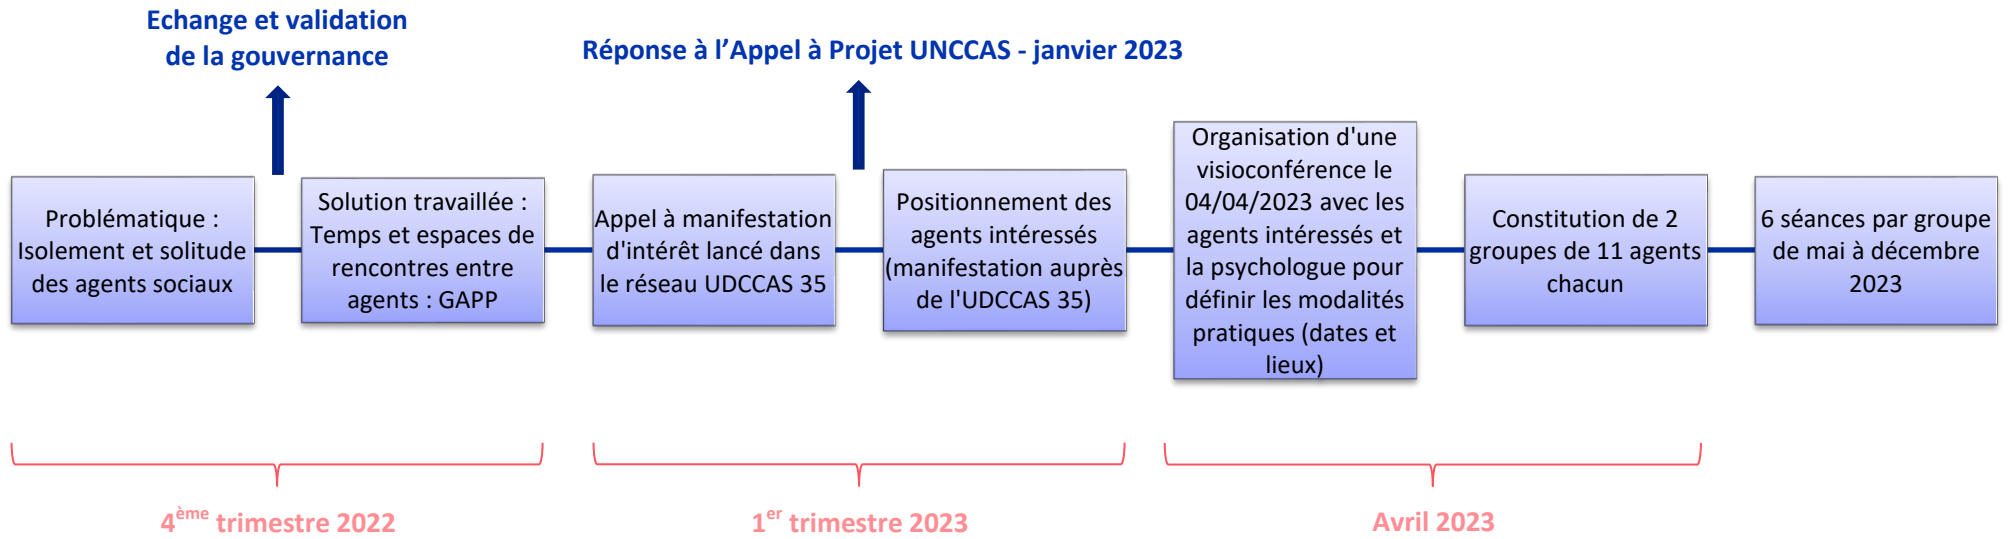 Echange et validation
de la gouvernance
Réponse à l’Appel à Projet UNCCAS - janvier 2023
Problématique :
Isolement et solitude
des agents sociaux
Solution travaillée :
Temps et espaces de
rencontres entre
agents : GAPP
Appel à manifestation
d'intérêt lancé dans
le réseau UDCCAS 35
Positionnement des
agents intéressés
(manifestation auprès
de l'UDCCAS 35)
Organisation d'une
visioconférence le
04/04/2023 avec les
agents intéressés et
la psychologue pour
définir les modalités
pratiques (dates et
lieux)
Constitution de 2
groupes de 11 agents
chacun
6 séances par groupe
de mai à décembre
2023
4ème trimestre 2022
1er trimestre 2023
Avril 2023